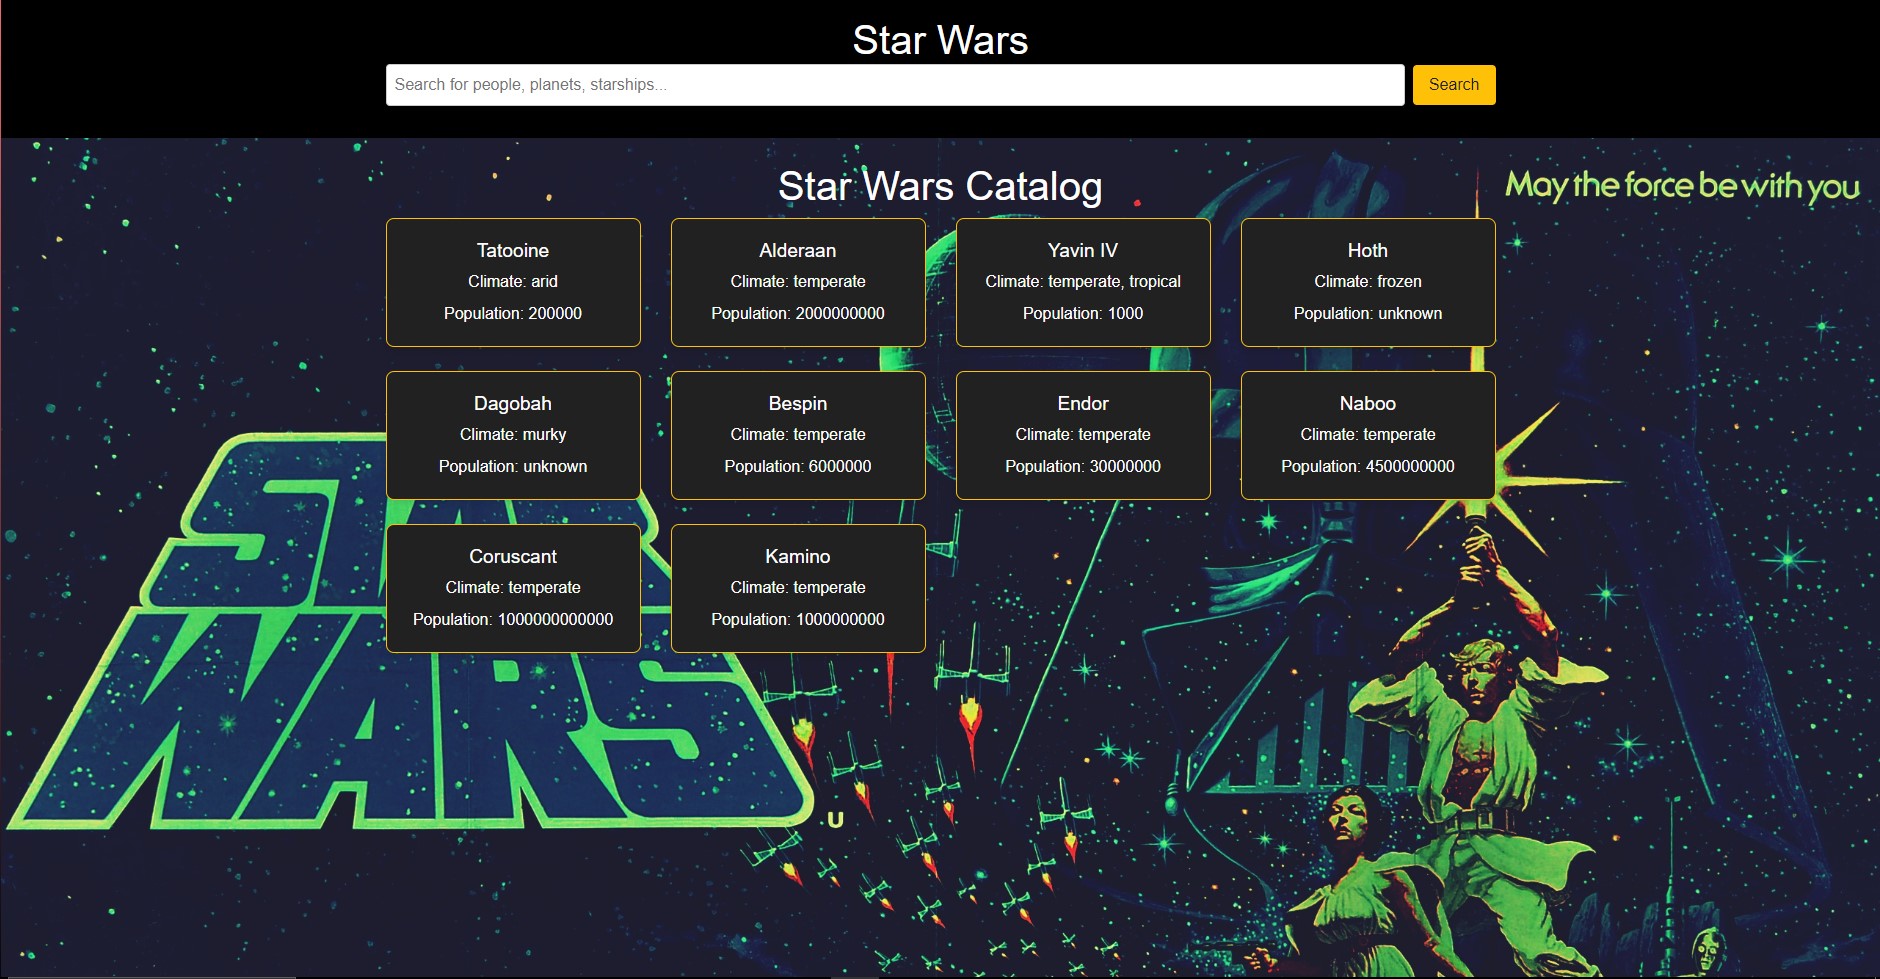 Star Wars
Search for people, planets, starships...
Search
Star Wars Catalog
May the force be with you
Tatooine
Climate: arid
Population: 200000
Alderaan
Climate: temperate
Population: 2000000000
Yavin IV
Climate: temperate, tropical
Population: 1000
Hoth
Climate: frozen
Population: unknown
Dagobah
Climate: murky
Population: unknown
Bespin
Climate: temperate
Population: 6000000
Endor
Climate: temperate
Population: 30000000
Naboo
Climate: temperate
Population: 4500000000
Coruscant
Climate: temperate
Population: 1000000000000
Kamino
Climate: temperate
Population: 1000000000
STAR
WARS
U